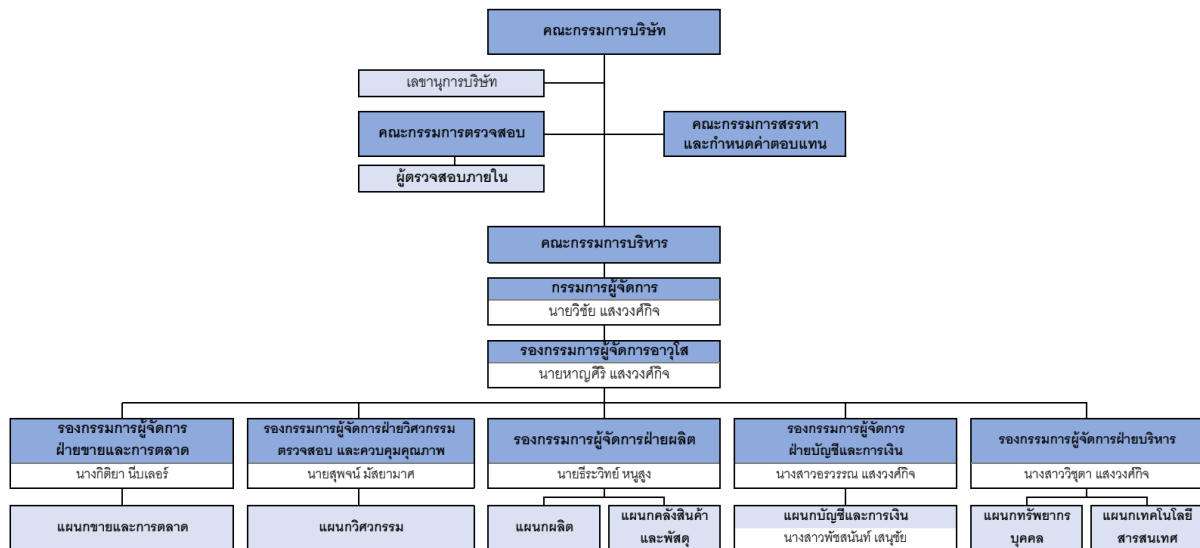 คณะกรรมการบริษัท
เลขานุการบริษัท
คณะกรรมการตรวจสอบ
คณะกรรมการสรรหา
และกำหนดค่าตอบแทน
ผู้ตรวจสอบภายใน
คณะกรรมการบริหาร
กรรมการผู้จัดการ
นายวิชัย แสงวงศ์กิจ
รองกรรมการผู้จัดการอาวุโส
นายหาญศิริ แสงวงศ์กิจ
รองกรรมการผู้จัดการ
ฝ่ายขายและการตลาด
นางกิติยา นีบเลอร์
แผนกขายและการตลาด
รองกรรมการผู้จัดการฝ่ายวิศวกรรม
ตรวจสอบ และควบคุมคุณภาพ
นายสุพจน์ มัสยามาศ
แผนกวิศวกรรม
รองกรรมการผู้จัดการฝ่ายผลิต
นายธีระวิทย์ หนูสูง
แผนกผลิต
แผนกคลังสินค้า
และพัสดุ
รองกรรมการผู้จัดการ
ฝ่ายบัญชีและการเงิน
นางสาวอรวรรณ แสงวงศ์กิจ
แผนกบัญชีและการเงิน
นางสาวพัชสนันท์ เสนุชัย
รองกรรมการผู้จัดการฝ่ายบริหาร
นางสาววิชุตา แสงวงศ์กิจ
แผนกทรัพยากร
บุคคล
แผนกเทคโนโลยี
สารสนเทศ